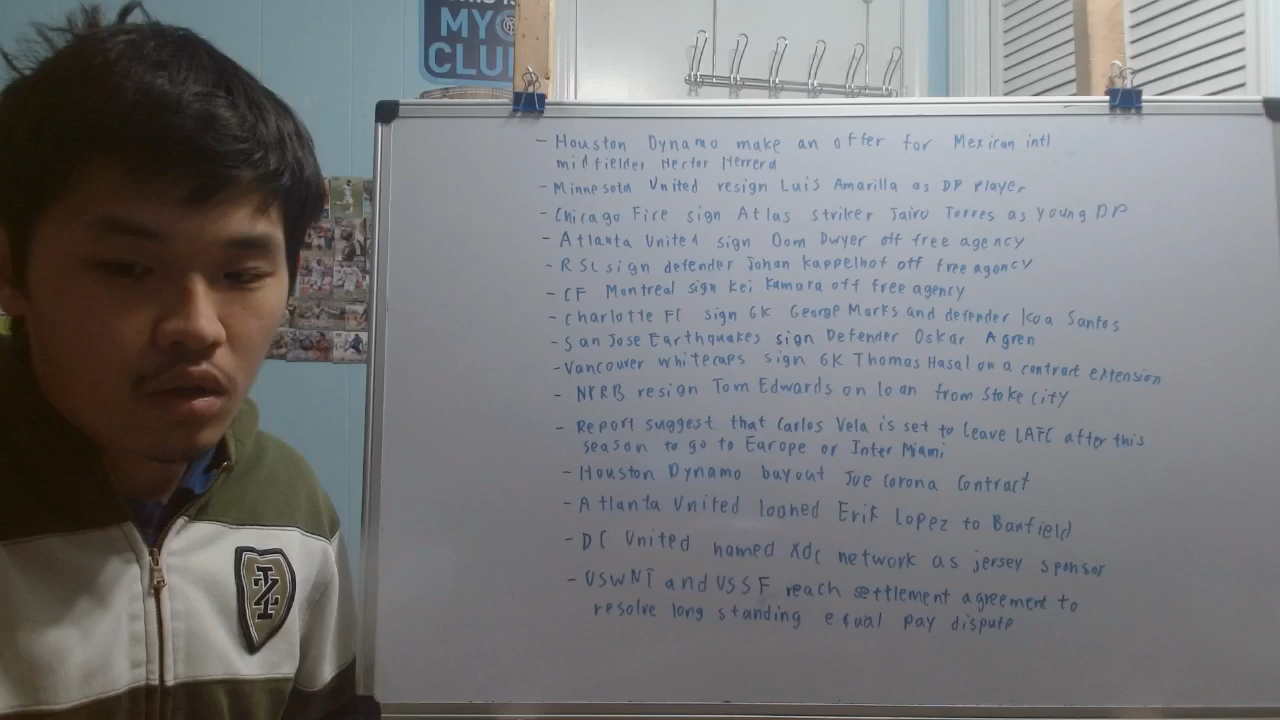 MY
CLU
- Houston Dynamo make an offer for Mexican intl
midfielder Hector Herrera
- Minnesota United resign Luis Amarilla as DP Player
- Chicago Fire sign Atlas striker Jairo Torres as young DP
- Atlanta United sign Dom Dwyer off free agency
- RSL sign defender Johan Kappelhof off free agency
- CF Montreal sign Kei Kamara off free agency
- Charlotte FC sign GK George Marks and defender Koa Santos
- San Jose Earthquakes sign Defender Oskar Agren
- Vancouver whitecaps sign GK Thomas Hasal on a contract extension
- NYRB resign Tom Edwards on loan from Stoke City
- Report suggest that Carlos Vela is set to leave LAFC after this
season to go to Europe or Inter Miami
- Houston Dynamo buyout Joe Corona Contract
- Atlanta United loaned Erik Lopez to Banfield
- DC United named Xdc network as jersey sponsor
- USWNT and USSF reach settlement agreement to
resolve long standing equal pay dispute